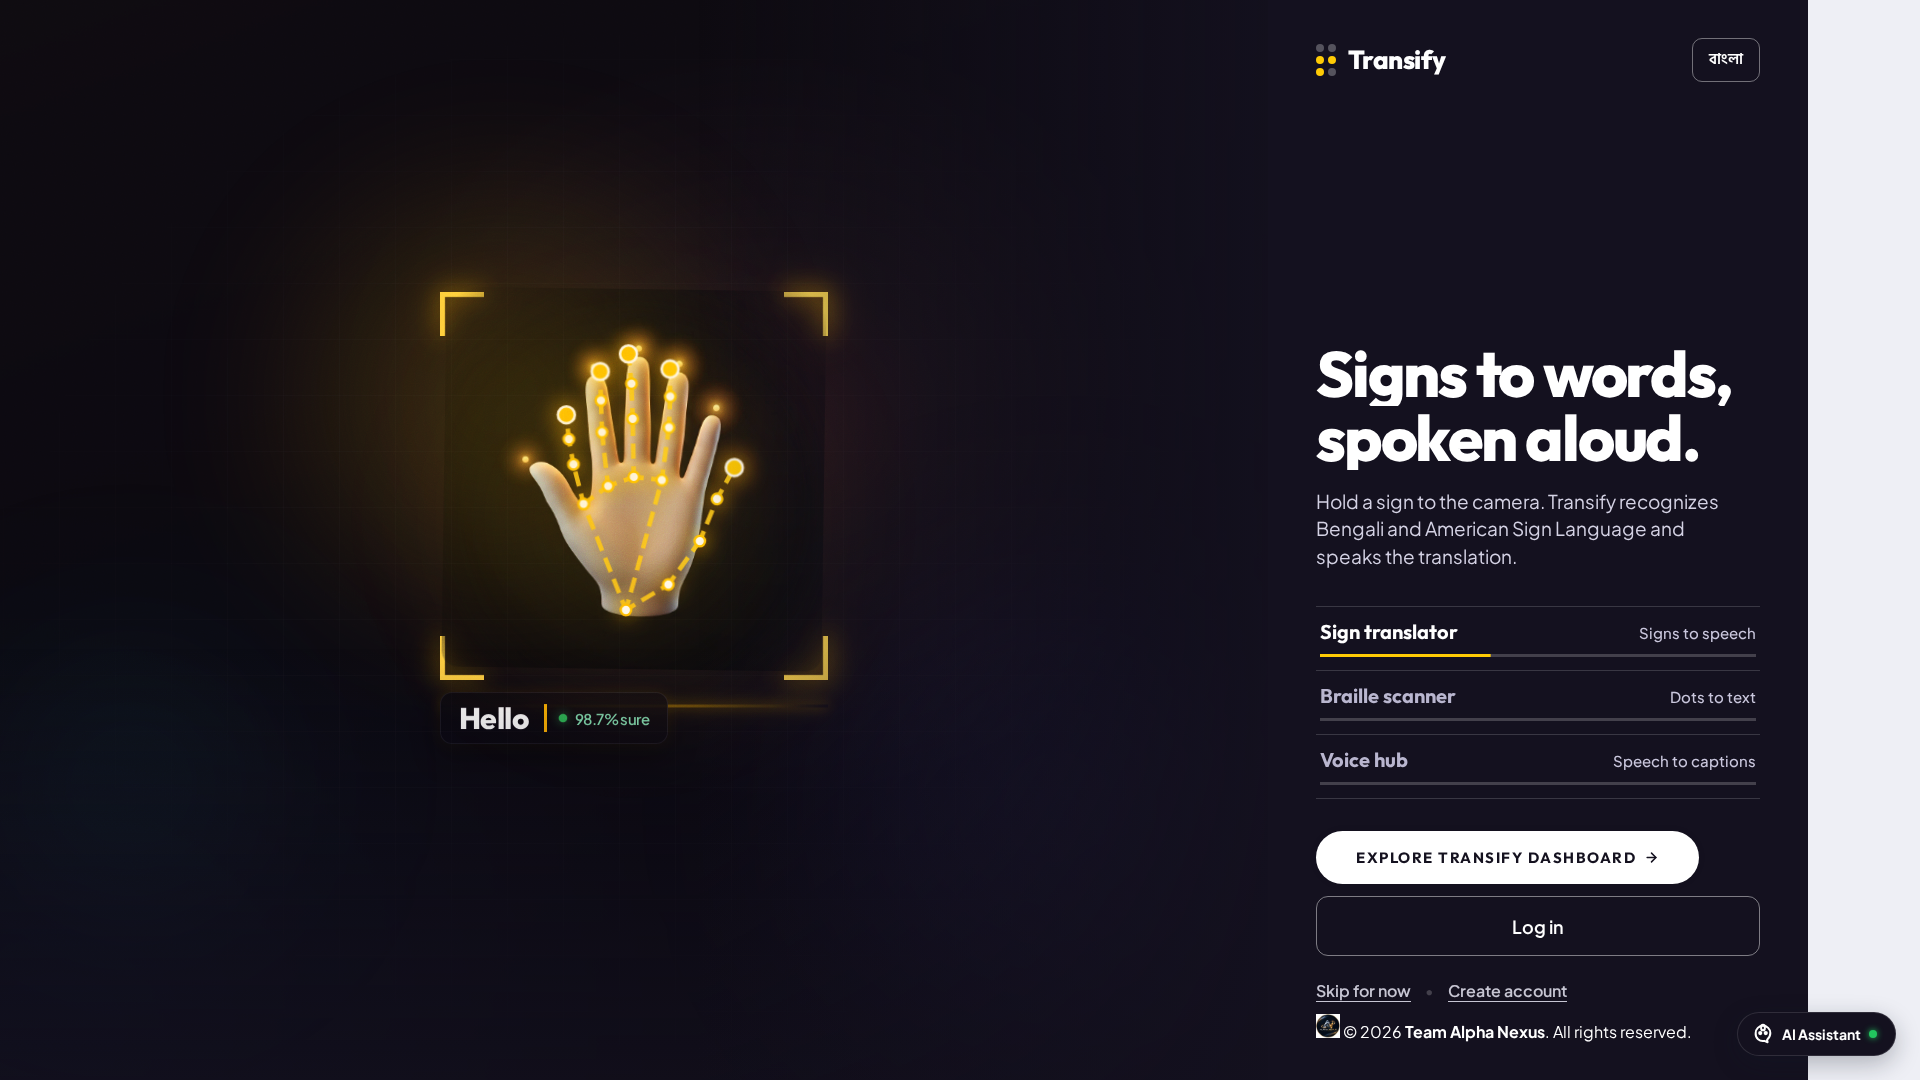 Transify
বাংলা
Signs to words,
spoken aloud.
Hold a sign to the camera. Transify recognizes
Bengali and American Sign Language and
speaks the translation.
Sign translator
Signs to speech
Braille scanner
Dots to text
Voice hub
Speech to captions
Hello
98.7% sure
EXPLORE TRANSIFY DASHBOARD →
Log in
Skip for now • Create account
© 2026 Team Alpha Nexus. All rights reserved.
AI Assistant